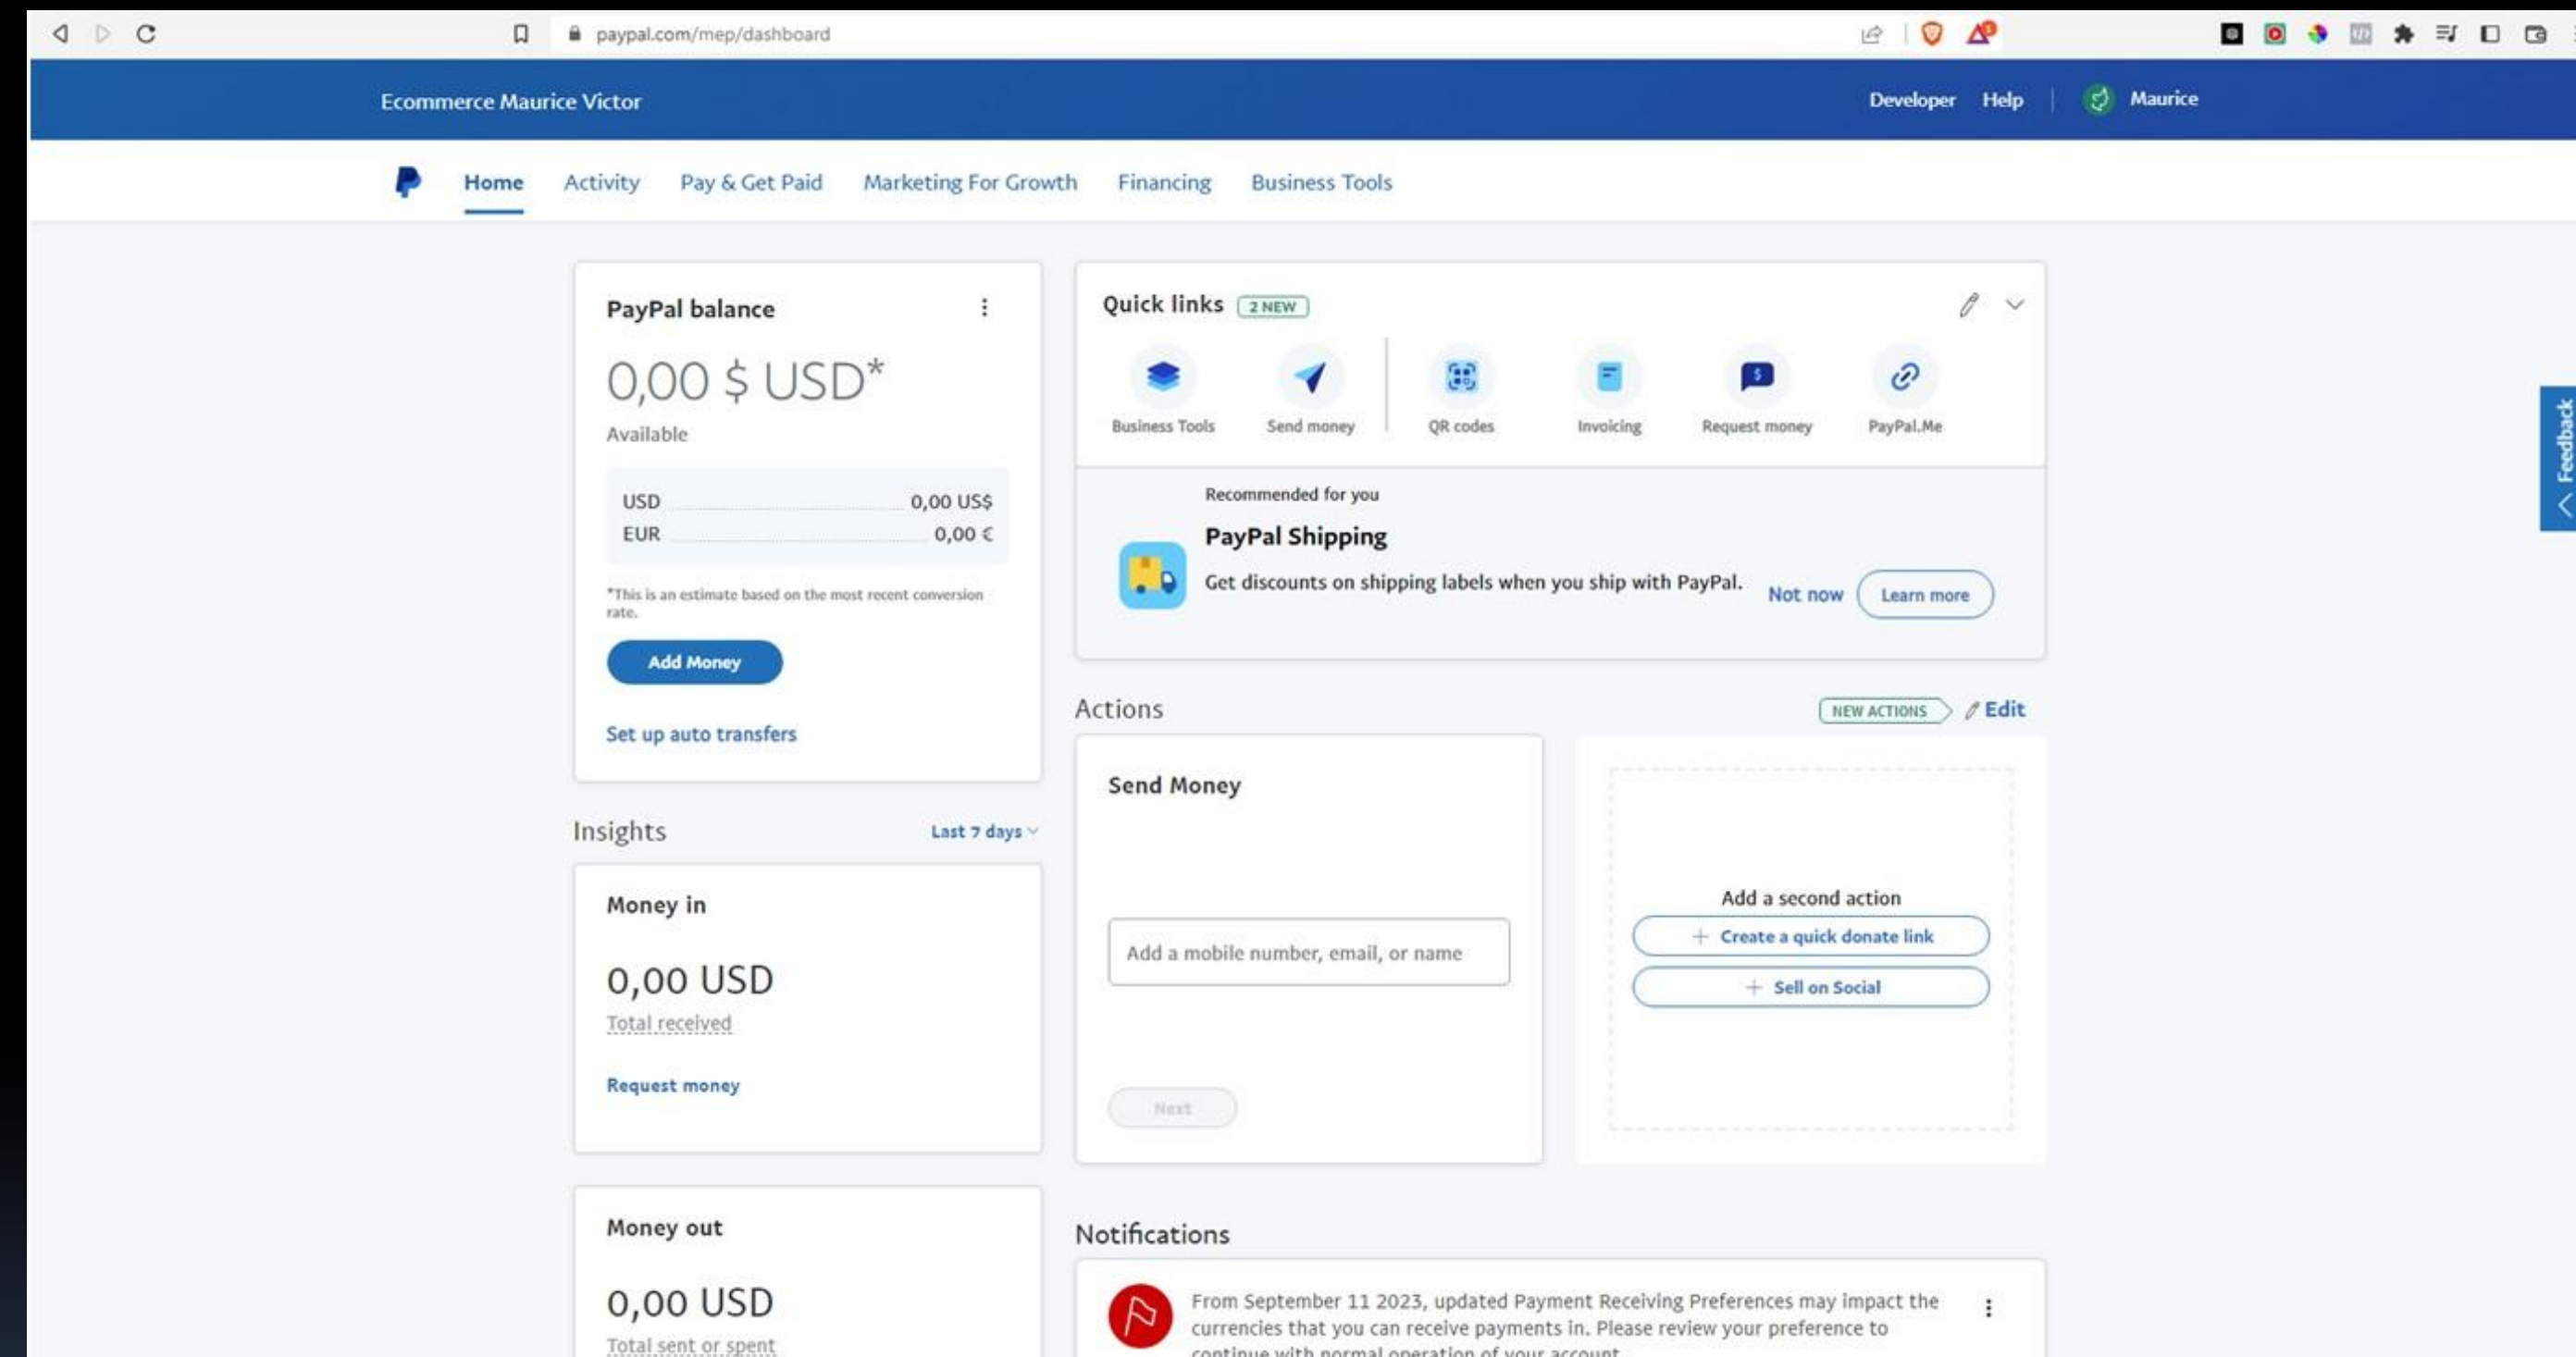 paypal.com/mep/dashboard
Ecommerce Maurice Victor
Developer Help Maurice
Home Activity Pay & Get Paid Marketing For Growth Financing Business Tools
PayPal balance
0,00 $ USD*
Available
USD 0,00 US$
EUR 0,00 €
*This is an estimate based on the most recent conversion
rate.
Add Money
Set up auto transfers
Quick links 2 NEW
Business Tools Send money QR codes Invoicing Request money PayPal.Me
Recommended for you
PayPal Shipping
Get discounts on shipping labels when you ship with PayPal.
Not now Learn more
Feedback
Insights Last 7 days
Money in
0,00 USD
Total received
Request money
Money out
0,00 USD
Total sent or spent
Actions NEW ACTIONS Edit
Send Money
Add a mobile number, email, or name
Next
Add a second action
+ Create a quick donate link
+ Sell on Social
Notifications
From September 11 2023, updated Payment Receiving Preferences may impact the
currencies that you can receive payments in. Please review your preference to
continue with normal operation of your account